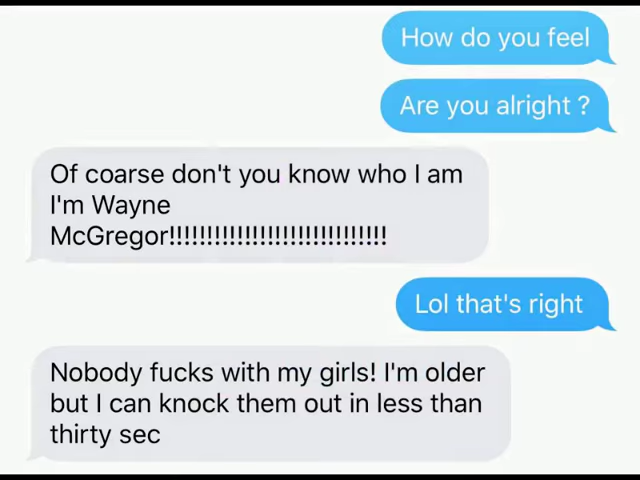 How do you feel
Are you alright ?
Of coarse don't you know who I am
I'm Wayne
McGregor!!!!!!!!!!!!!!!!!!!!!!!!!!!!!
Lol that's right
Nobody fucks with my girls! I'm older
but I can knock them out in less than
thirty sec